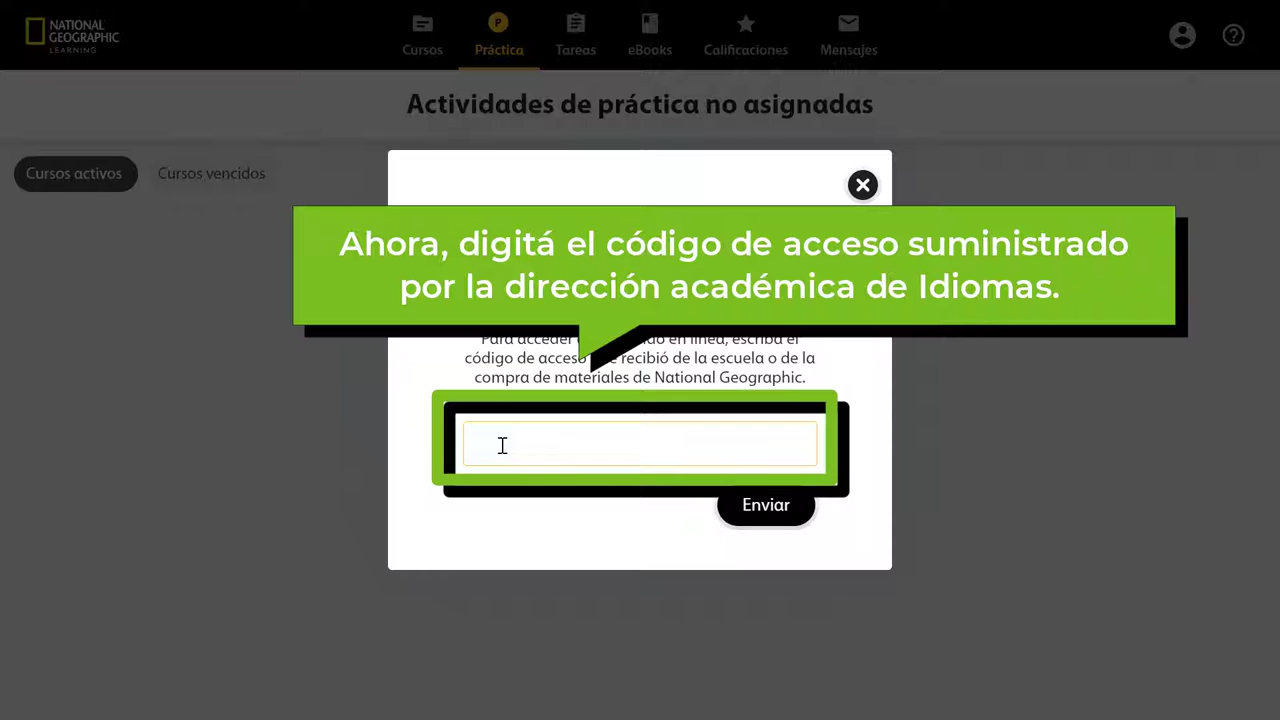 NATIONAL
GEOGRAPHIC
LEARNING
P
Cursos
Práctica
Tareas
eBooks
Calificaciones
Mensajes
Actividades de práctica no asignadas
Cursos activos
Cursos vencidos
Ahora, digitá el código de acceso suministrado
por la dirección académica de Idiomas.
Para acceder en línea, escriba el
código de acceso recibió de la escuela o de la
compra de materiales de National Geographic.
Enviar